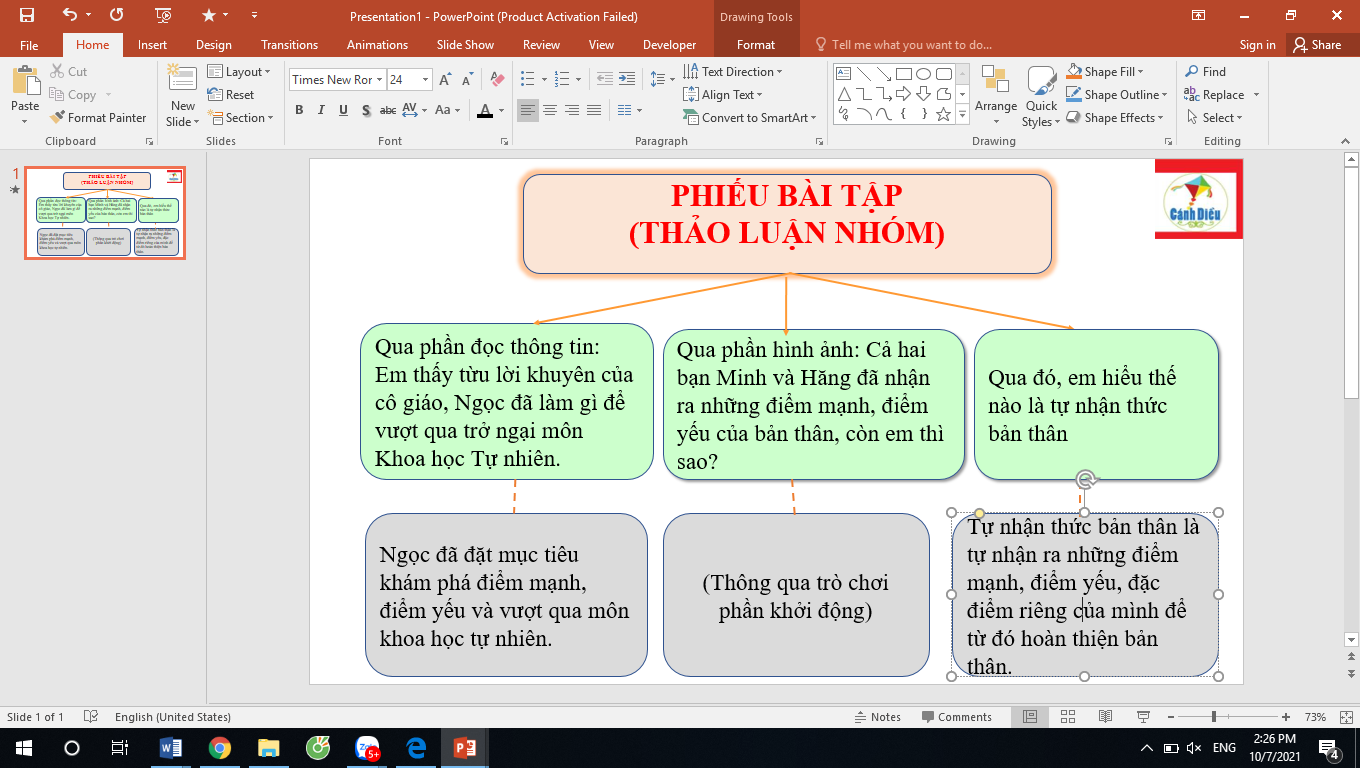 Presentation1 - PowerPoint (Product Activation Failed)
Drawing Tools
File
Home
Insert
Design
Transitions
Animations
Slide Show
Review
View
Developer
Format
Tell me what you want to do...
Sign in
Share
Paste
Cut
Copy
Format Painter
Clipboard
New
Slide
Layout
Reset
Section
Slides
Times New Ror
24
B I U S abc AV Aa A
Font
Text Direction
Align Text
Convert to SmartArt
Paragraph
Arrange
Quick
Styles
Shape Fill
Shape Outline
Shape Effects
Drawing
Find
Replace
Select
Editing
1
PHIẾU BÀI TẬP
(THẢO LUẬN NHÓM)
Cánh Diều
Qua phần đọc thông tin:
Em thấy từu lời khuyên của
cô giáo, Ngọc đã làm gì để
vượt qua trở ngại môn
Khoa học Tự nhiên.
Qua phần hình ảnh: Cả hai
bạn Minh và Hăng đã nhận
ra những điểm mạnh, điểm
yếu của bản thân, còn em thì
sao?
Qua đó, em hiểu thế
nào là tự nhận thức
bản thân
Ngọc đã đặt mục tiêu
khám phá điểm mạnh,
điểm yếu và vượt qua môn
khoa học tự nhiên.
(Thông qua trò chơi
phần khởi động)
Tự nhận thức bản thân là
tự nhận ra những điểm
mạnh, điểm yếu, đặc
điểm riêng của mình để
từ đó hoàn thiện bản
thân.
Slide 1 of 1
English (United States)
Notes
Comments
73%
5+
ENG
2:26 PM
10/7/2021
4